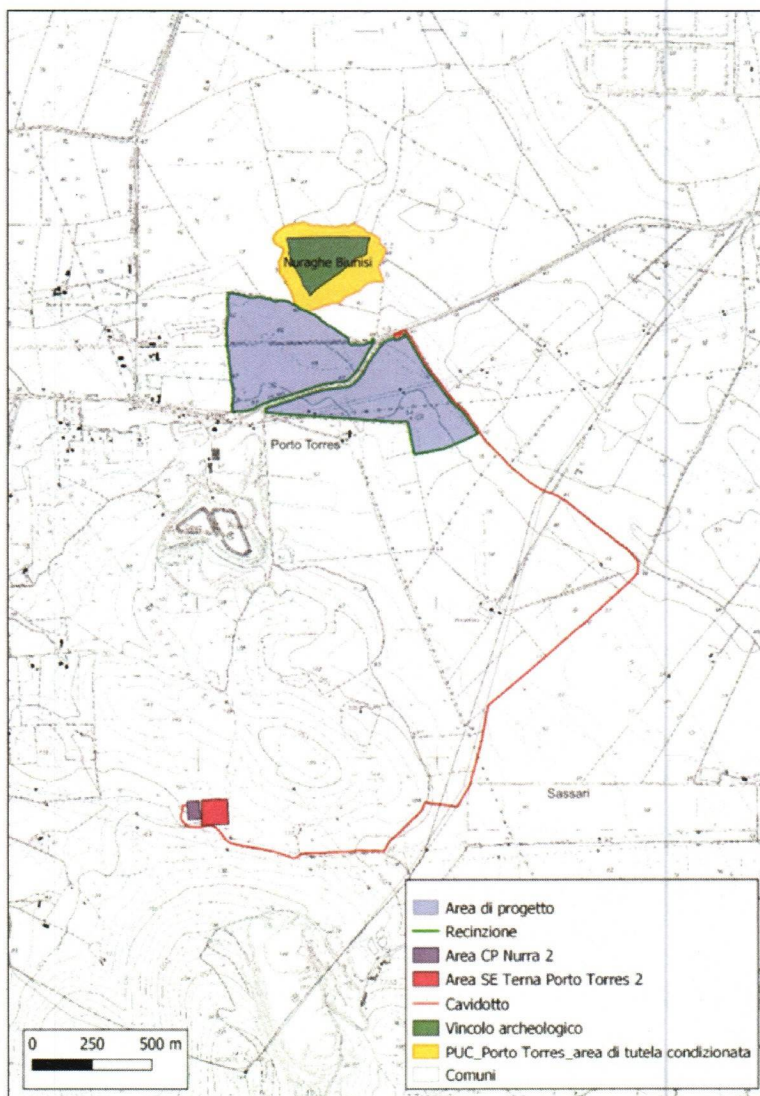 Nuraghe Biunisi
Porto Torres
Sassari
Area di progetto
Recinzione
Area CP Nurra 2
Area SE Terna Porto Torres 2
Cavidotto
Vincolo archeologico
PUC_Porto Torres_area di tutela condizionata
Comuni
0 250 500 m